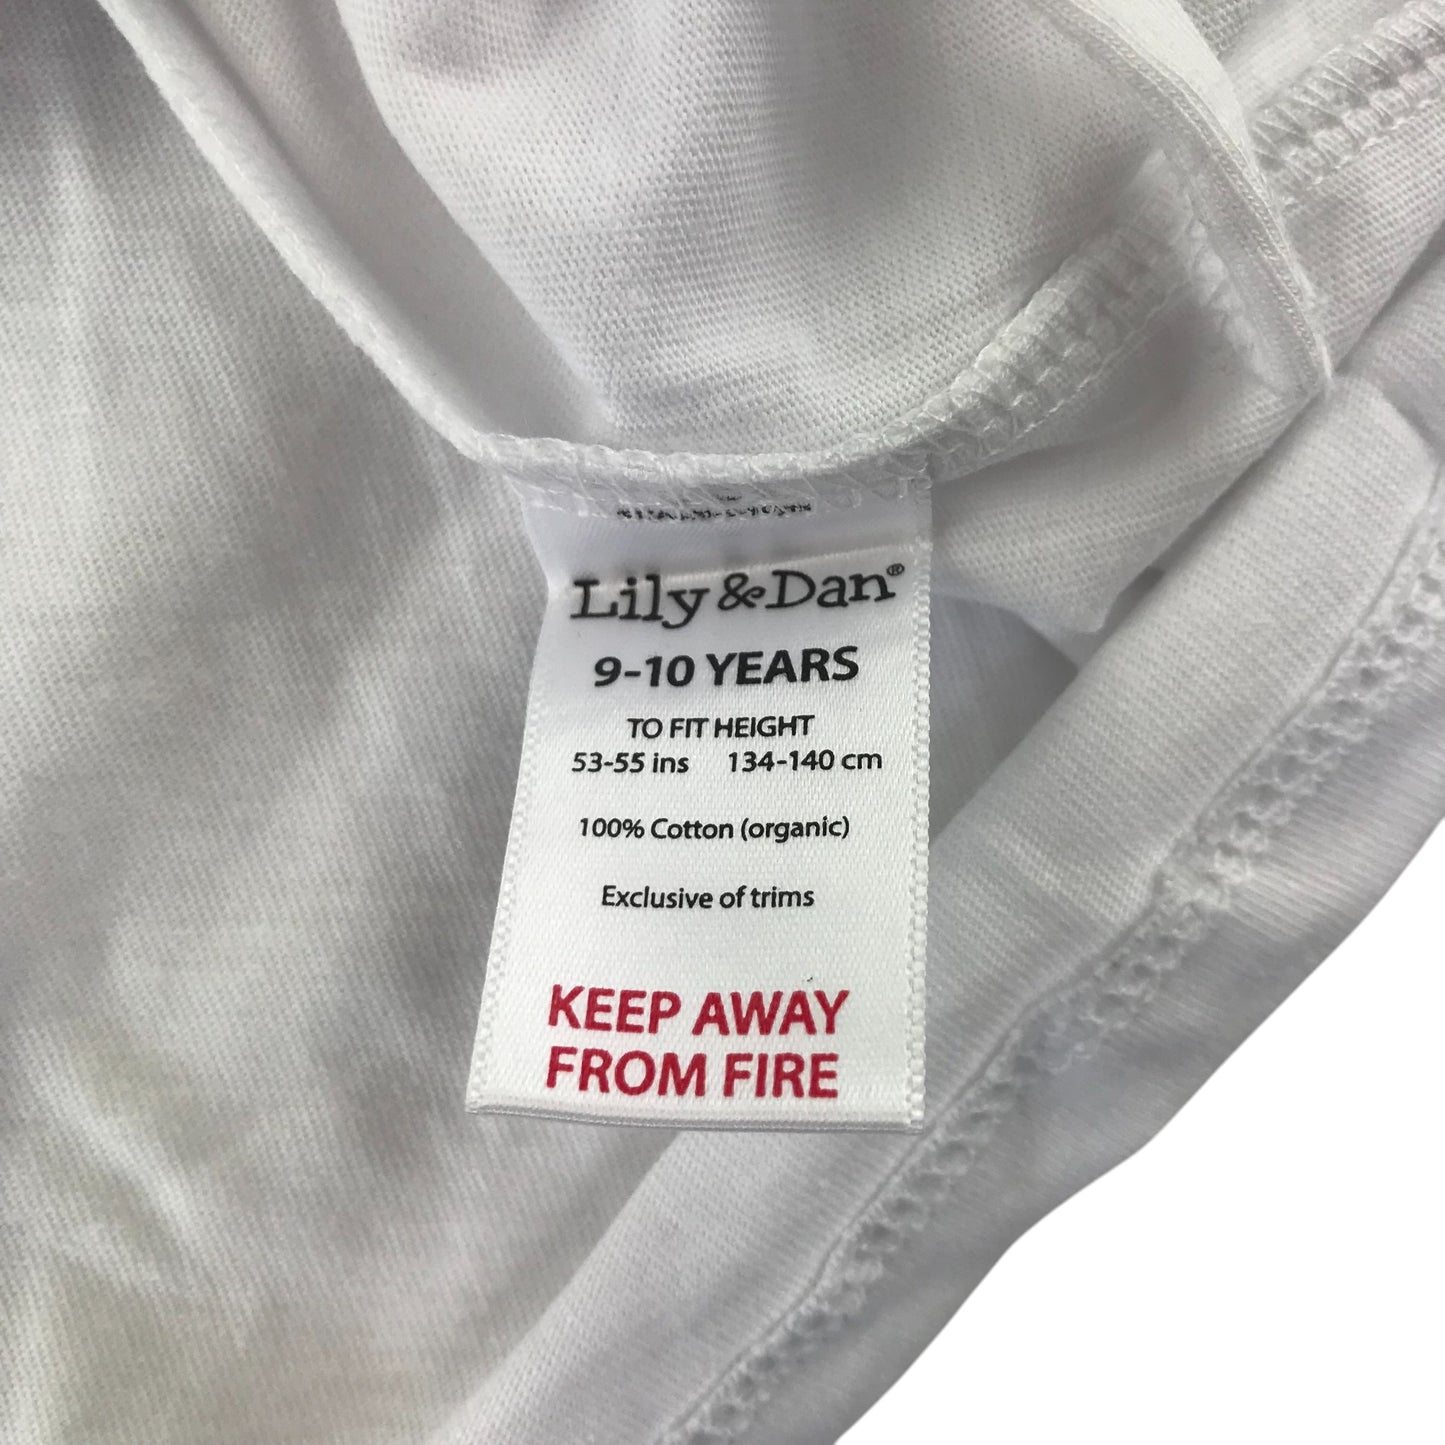 Lily & Dan®
9-10 YEARS
TO FIT HEIGHT
53-55 ins 134-140 cm
100% Cotton (organic)
Exclusive of trims
KEEP AWAY
FROM FIRE